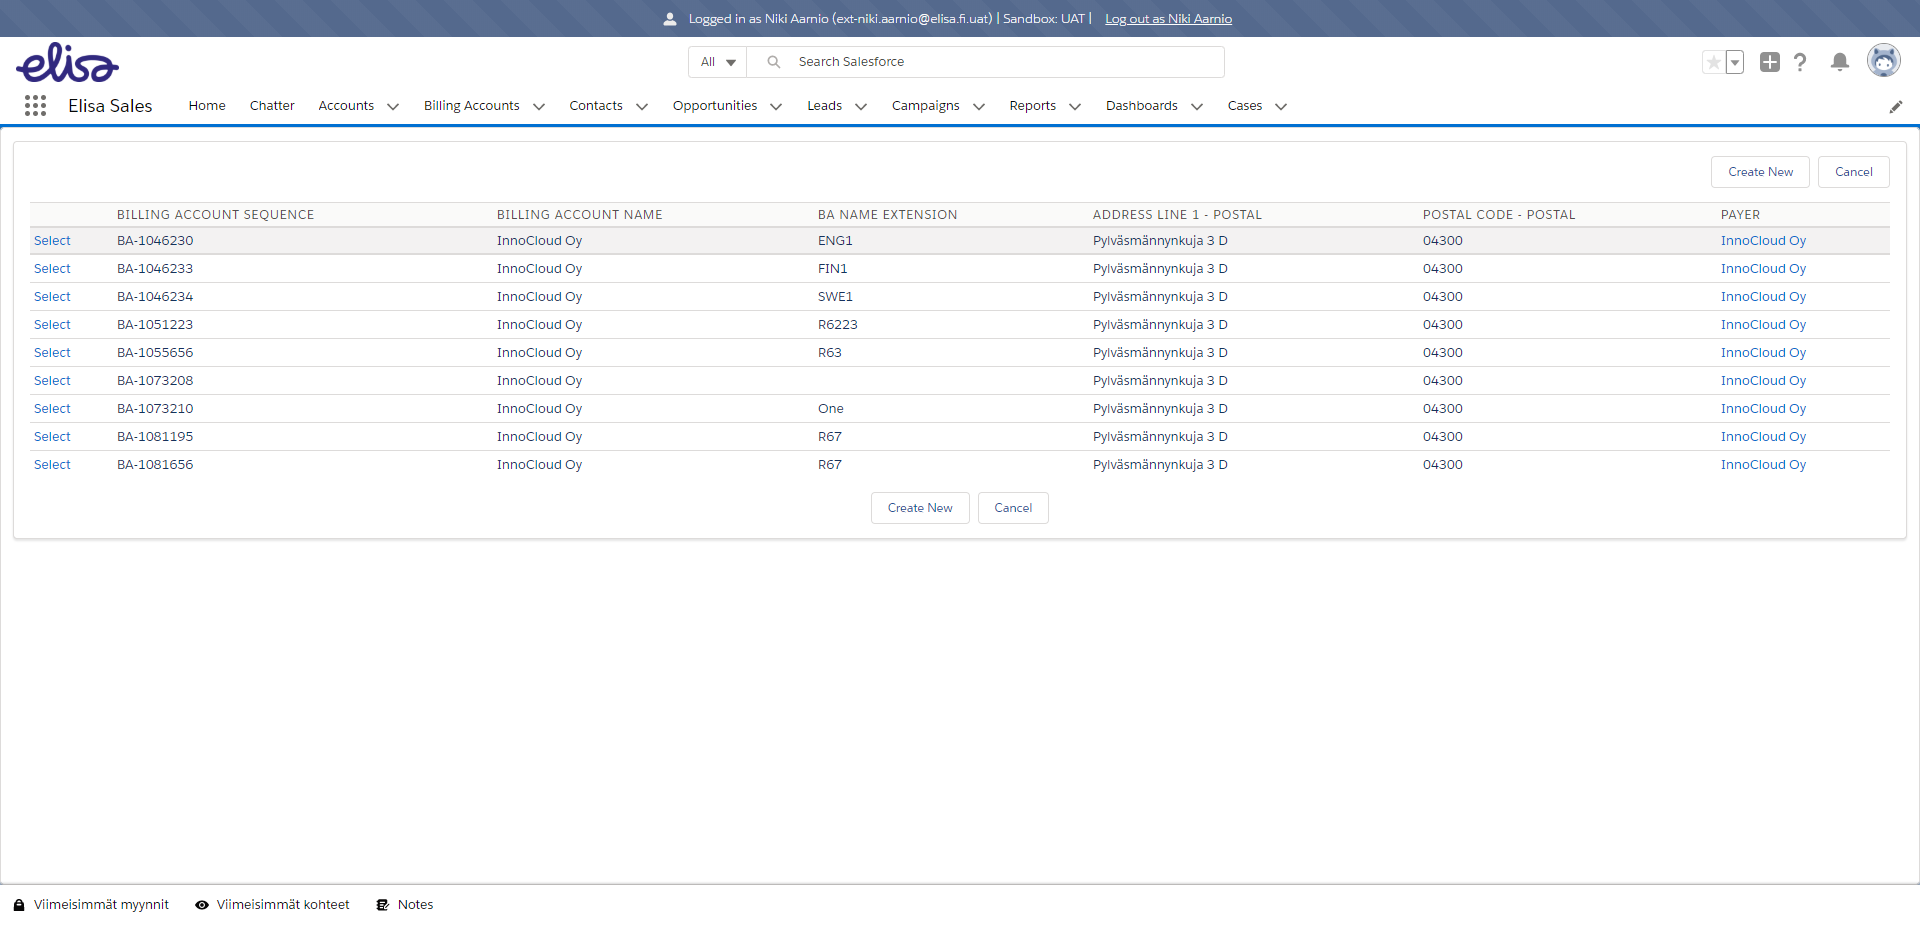 Logged in as Niki Aarnio (ext-niki.aarnio@elisa.fi.uat) | Sandbox: UAT | Log out as Niki Aarnio
elisa
All Search Salesforce
Elisa Sales Home Chatter Accounts Billing Accounts Contacts Opportunities Leads Campaigns Reports Dashboards Cases
Create New Cancel
BILLING ACCOUNT SEQUENCE BILLING ACCOUNT NAME BA NAME EXTENSION ADDRESS LINE 1 - POSTAL POSTAL CODE - POSTAL PAYER
Select BA-1046230 InnoCloud Oy ENG1 Pylväsmännynkuja 3 D 04300 InnoCloud Oy
Select BA-1046233 InnoCloud Oy FIN1 Pylväsmännynkuja 3 D 04300 InnoCloud Oy
Select BA-1046234 InnoCloud Oy SWE1 Pylväsmännynkuja 3 D 04300 InnoCloud Oy
Select BA-1051223 InnoCloud Oy R6223 Pylväsmännynkuja 3 D 04300 InnoCloud Oy
Select BA-1055656 InnoCloud Oy R63 Pylväsmännynkuja 3 D 04300 InnoCloud Oy
Select BA-1073208 InnoCloud Oy Pylväsmännynkuja 3 D 04300 InnoCloud Oy
Select BA-1073210 InnoCloud Oy One Pylväsmännynkuja 3 D 04300 InnoCloud Oy
Select BA-1081195 InnoCloud Oy R67 Pylväsmännynkuja 3 D 04300 InnoCloud Oy
Select BA-1081656 InnoCloud Oy R67 Pylväsmännynkuja 3 D 04300 InnoCloud Oy
Create New Cancel
Viimeisimmät myynnit Viimeisimmät kohteet Notes